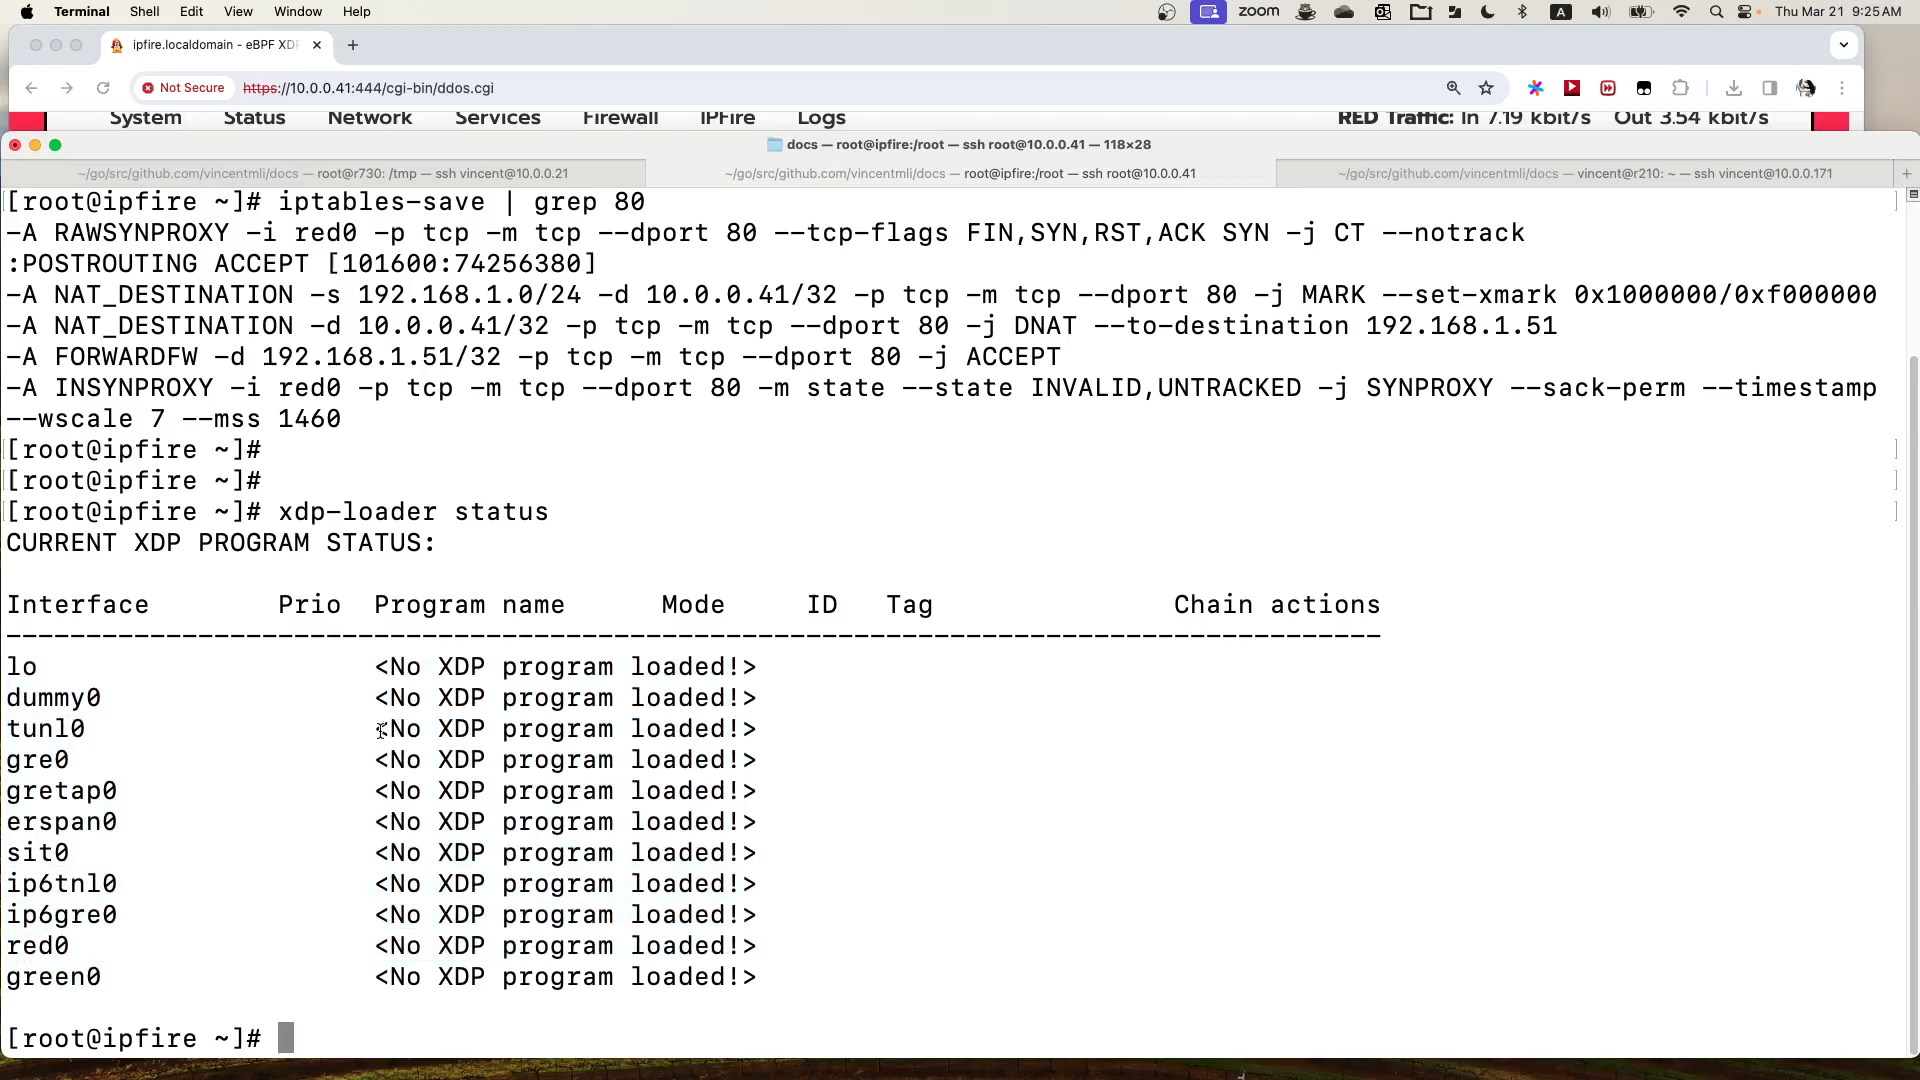 Terminal Shell Edit View Window Help zoom A Thu Mar 21 9:25 AM
ipfire.localdomain - eBPF XDP
Not Secure https://10.0.0.41:444/cgi-bin/ddos.cgi
System Status Network Services Firewall IPFire Logs RED Traffic: In 7.19 kbit/s Out 3.54 kbit/s
docs — root@ipfire:/root — ssh root@10.0.0.41 — 118×28
~/go/src/github.com/vincentmli/docs — root@r730: /tmp — ssh vincent@10.0.0.21 ~/go/src/github.com/vincentmli/docs — root@ipfire:/root — ssh root@10.0.0.41 ~/go/src/github.com/vincentmli/docs — vincent@r210: ~ — ssh vincent@10.0.0.171
[root@ipfire ~]# iptables-save | grep 80
-A RAWSYNPROXY -i red0 -p tcp -m tcp --dport 80 --tcp-flags FIN,SYN,RST,ACK SYN -j CT --notrack
:POSTROUTING ACCEPT [101600:74256380]
-A NAT_DESTINATION -s 192.168.1.0/24 -d 10.0.0.41/32 -p tcp -m tcp --dport 80 -j MARK --set-xmark 0x1000000/0xf000000
-A NAT_DESTINATION -d 10.0.0.41/32 -p tcp -m tcp --dport 80 -j DNAT --to-destination 192.168.1.51
-A FORWARDFW -d 192.168.1.51/32 -p tcp -m tcp --dport 80 -j ACCEPT
-A INSYNPROXY -i red0 -p tcp -m tcp --dport 80 -m state --state INVALID,UNTRACKED -j SYNPROXY --sack-perm --timestamp
--wscale 7 --mss 1460
[root@ipfire ~]#
[root@ipfire ~]#
[root@ipfire ~]# xdp-loader status
CURRENT XDP PROGRAM STATUS:
Interface Prio Program name Mode ID Tag Chain actions
--------------------------------------------------------------------------------------
lo <No XDP program loaded!>
dummy0 <No XDP program loaded!>
tunl0 <No XDP program loaded!>
gre0 <No XDP program loaded!>
gretap0 <No XDP program loaded!>
erspan0 <No XDP program loaded!>
sit0 <No XDP program loaded!>
ip6tnl0 <No XDP program loaded!>
ip6gre0 <No XDP program loaded!>
red0 <No XDP program loaded!>
green0 <No XDP program loaded!>
[root@ipfire ~]#